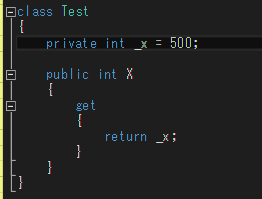 class Test
{
    private int _x = 500;

    public int X
    {
        get
        {
            return _x;
        }
    }
}